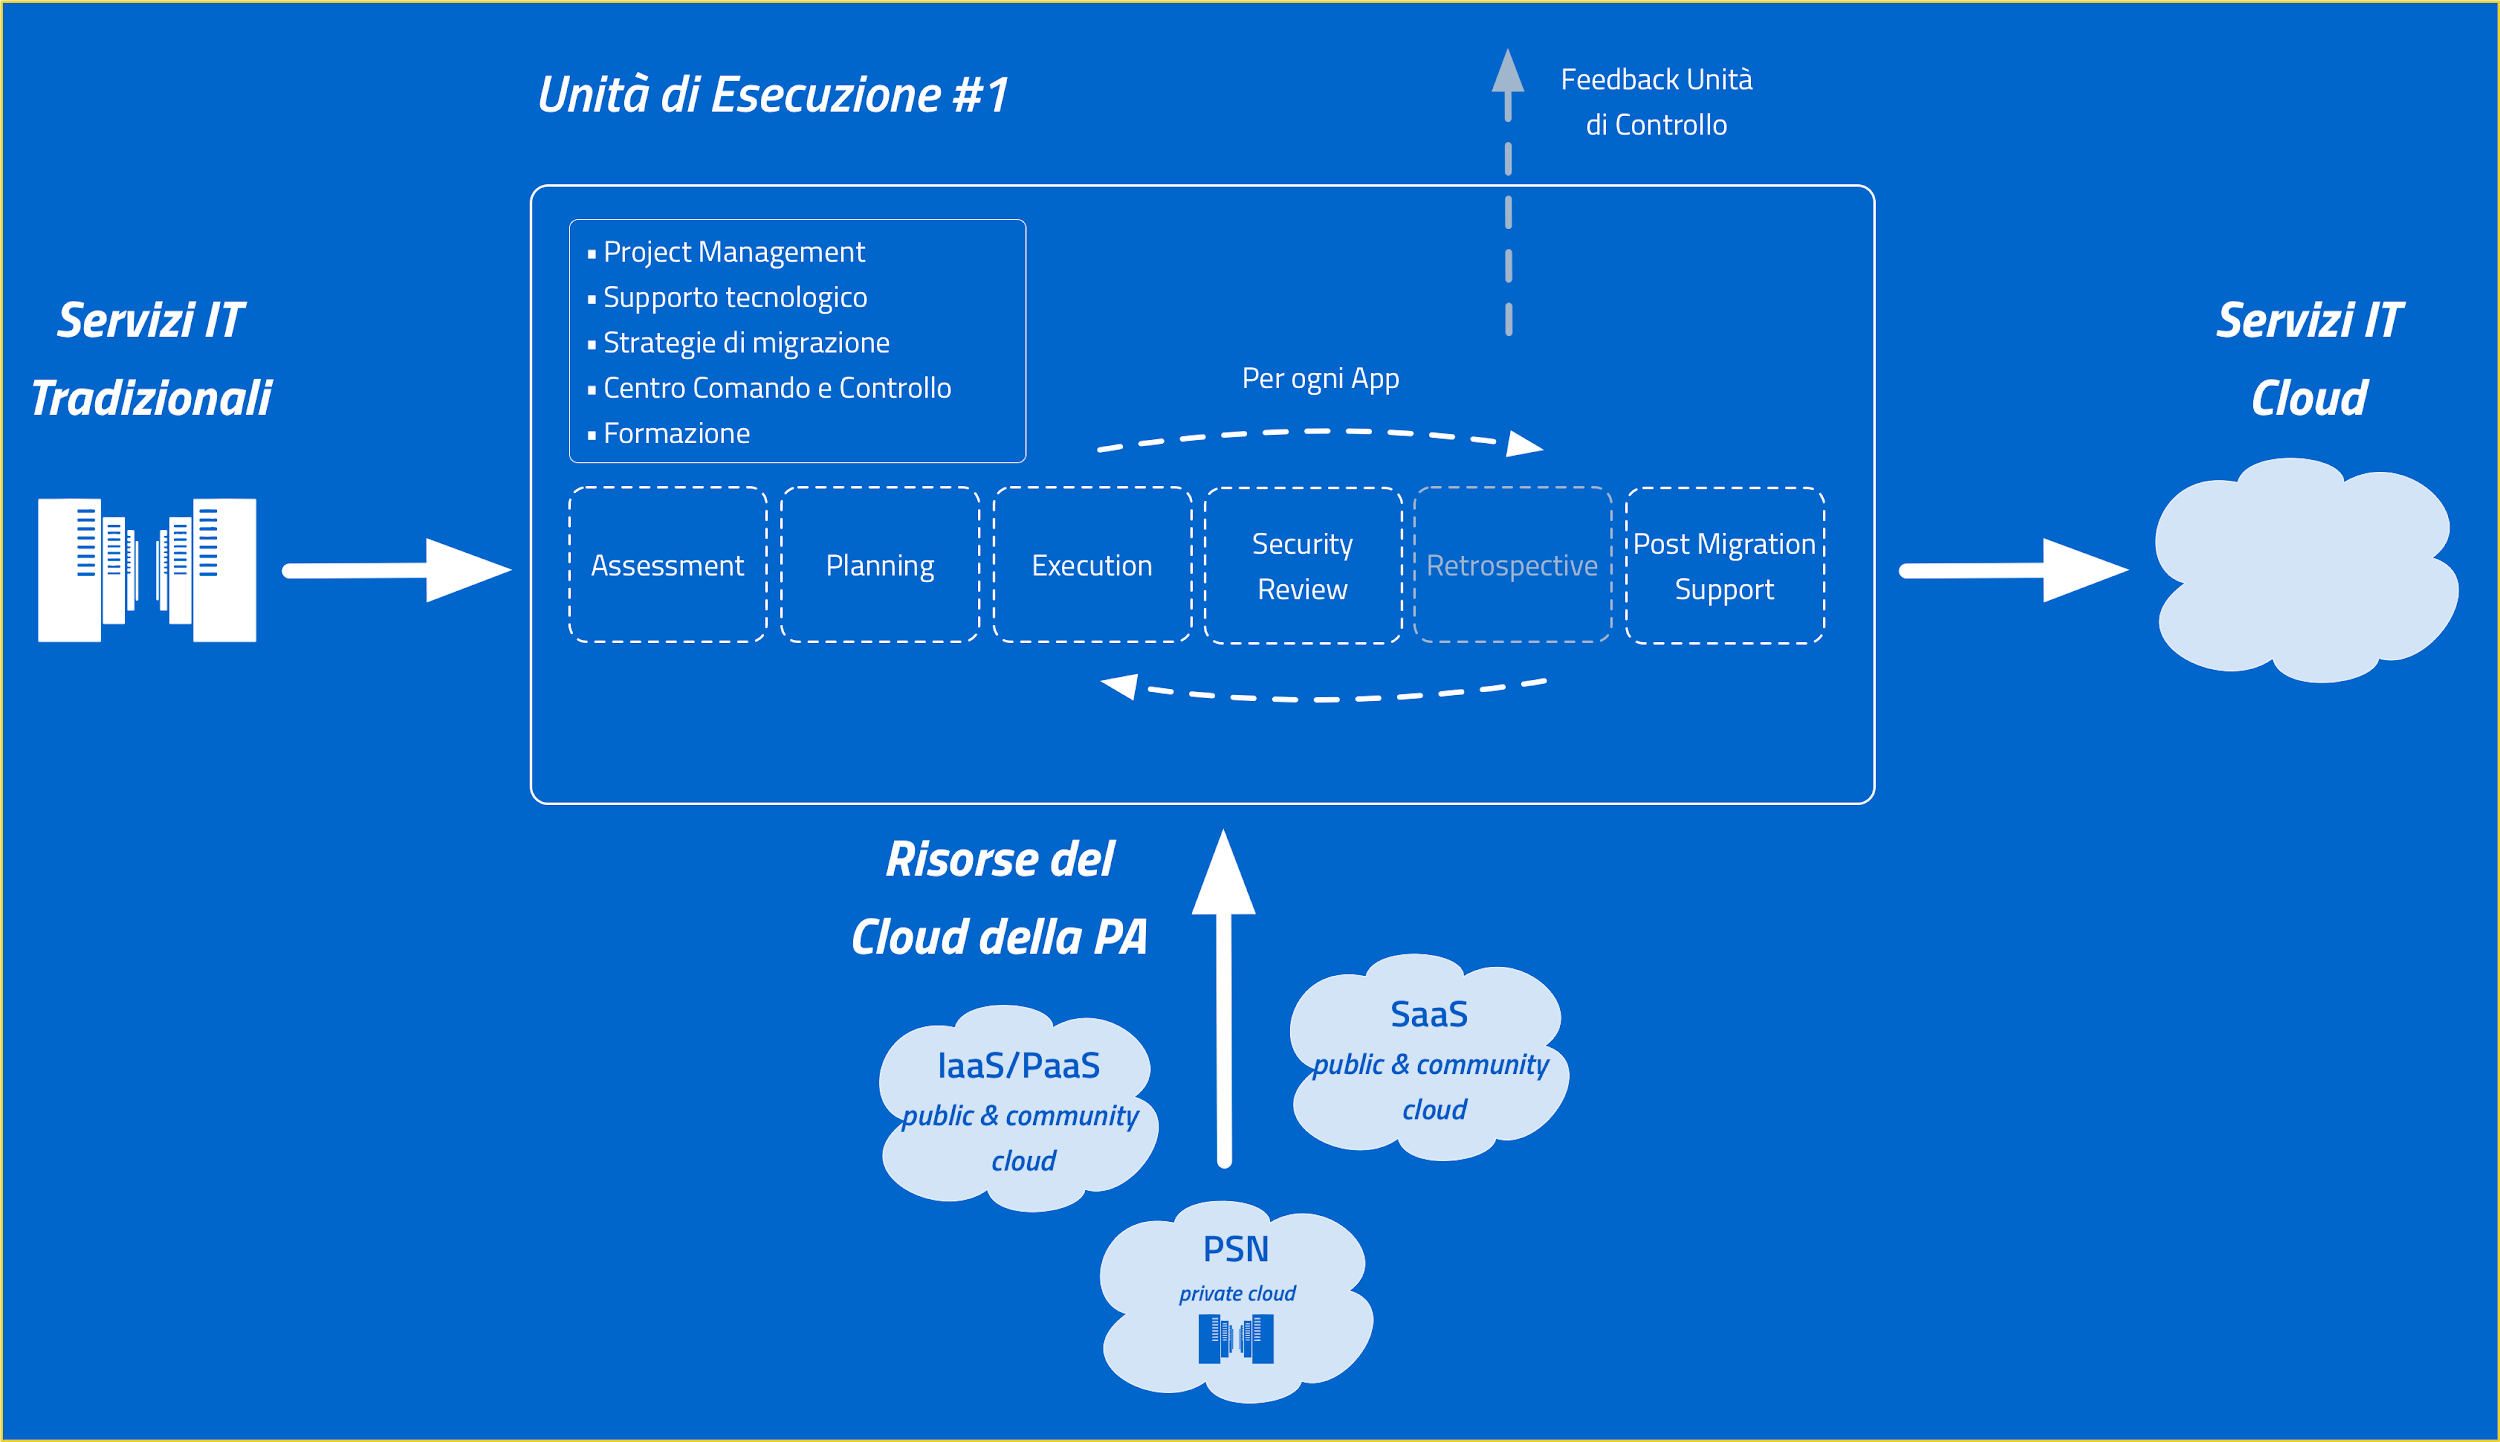 Unità di Esecuzione #1
Feedback Unità
di Controllo
Servizi IT
Tradizionali
▪ Project Management
▪ Supporto tecnologico
▪ Strategie di migrazione
▪ Centro Comando e Controllo
▪ Formazione
Per ogni App
Assessment
Planning
Execution
Security
Review
Retrospective
Post Migration
Support
Servizi IT
Cloud
Risorse del
Cloud della PA
IaaS/PaaS
public & community
cloud
SaaS
public & community
cloud
PSN
private cloud